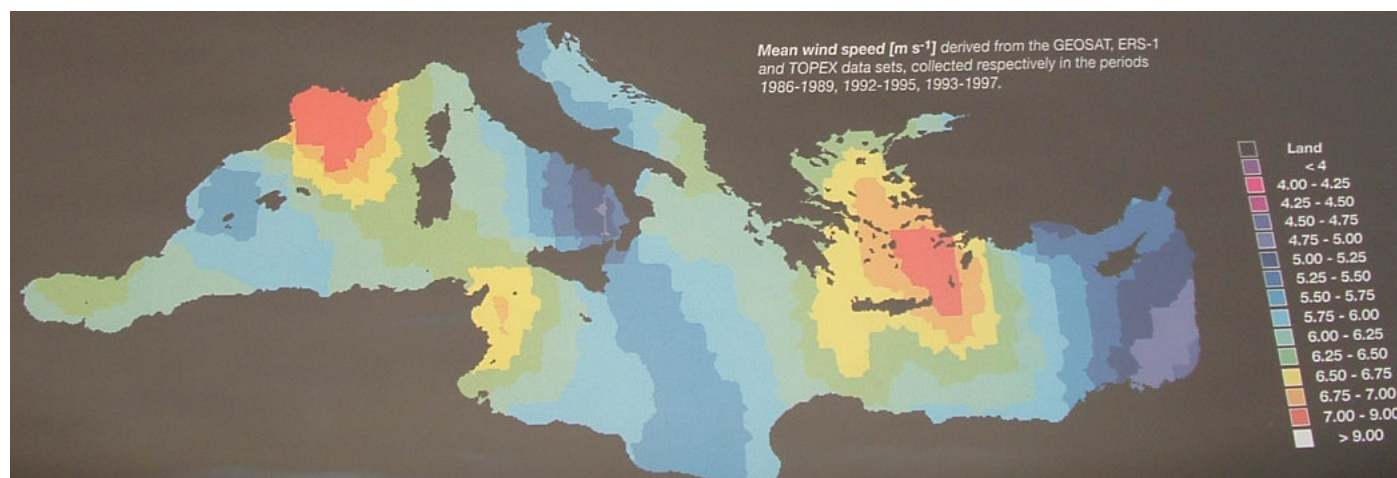 Mean wind speed [m s-1] derived from the GEOSAT, ERS-1
and TOPEX data sets, collected respectively in the periods
1986-1989, 1992-1995, 1993-1997.
Land
< 4
4.00 - 4.25
4.25 - 4.50
4.50 - 4.75
4.75 - 5.00
5.00 - 5.25
5.25 - 5.50
5.50 - 5.75
5.75 - 6.00
6.00 - 6.25
6.25 - 6.50
6.50 - 6.75
6.75 - 7.00
7.00 - 9.00
> 9.00